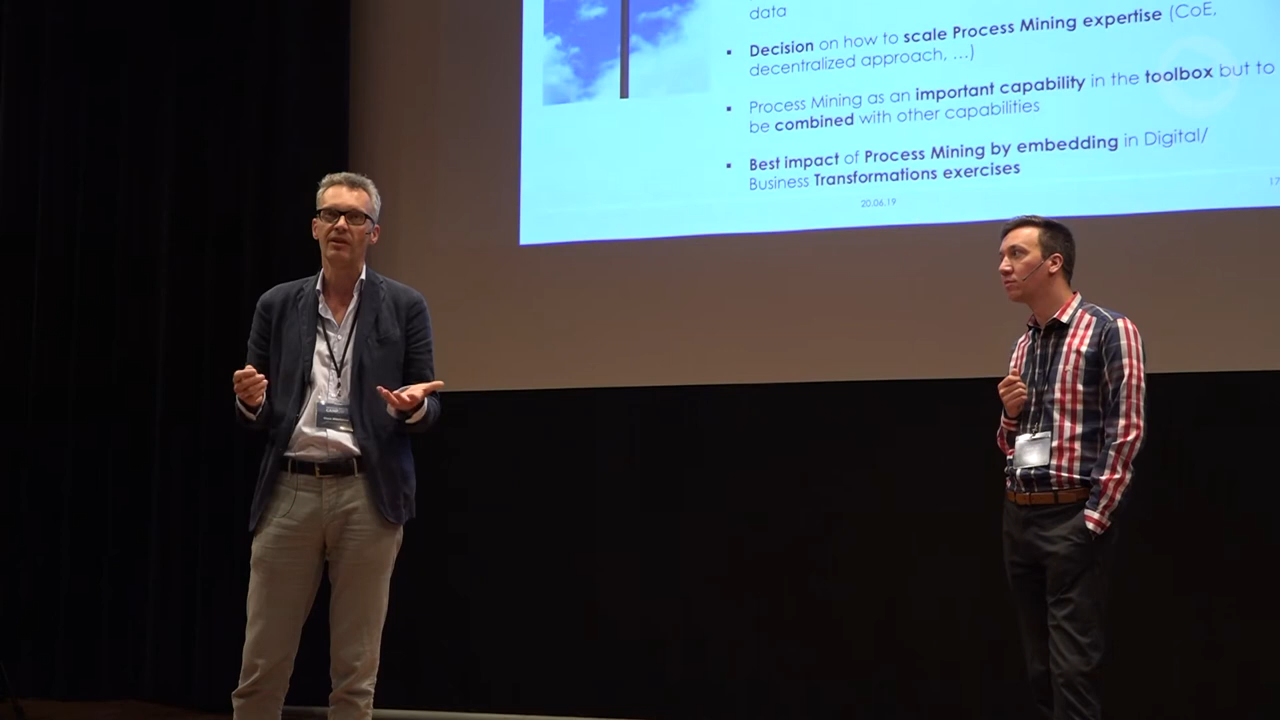 data
▪ Decision on how to scale Process Mining expertise (CoE,
decentralized approach, …)
▪ Process Mining as an important capability in the toolbox but to
be combined with other capabilities
▪ Best impact of Process Mining by embedding in Digital/
Business Transformations exercises
20.06.19
17